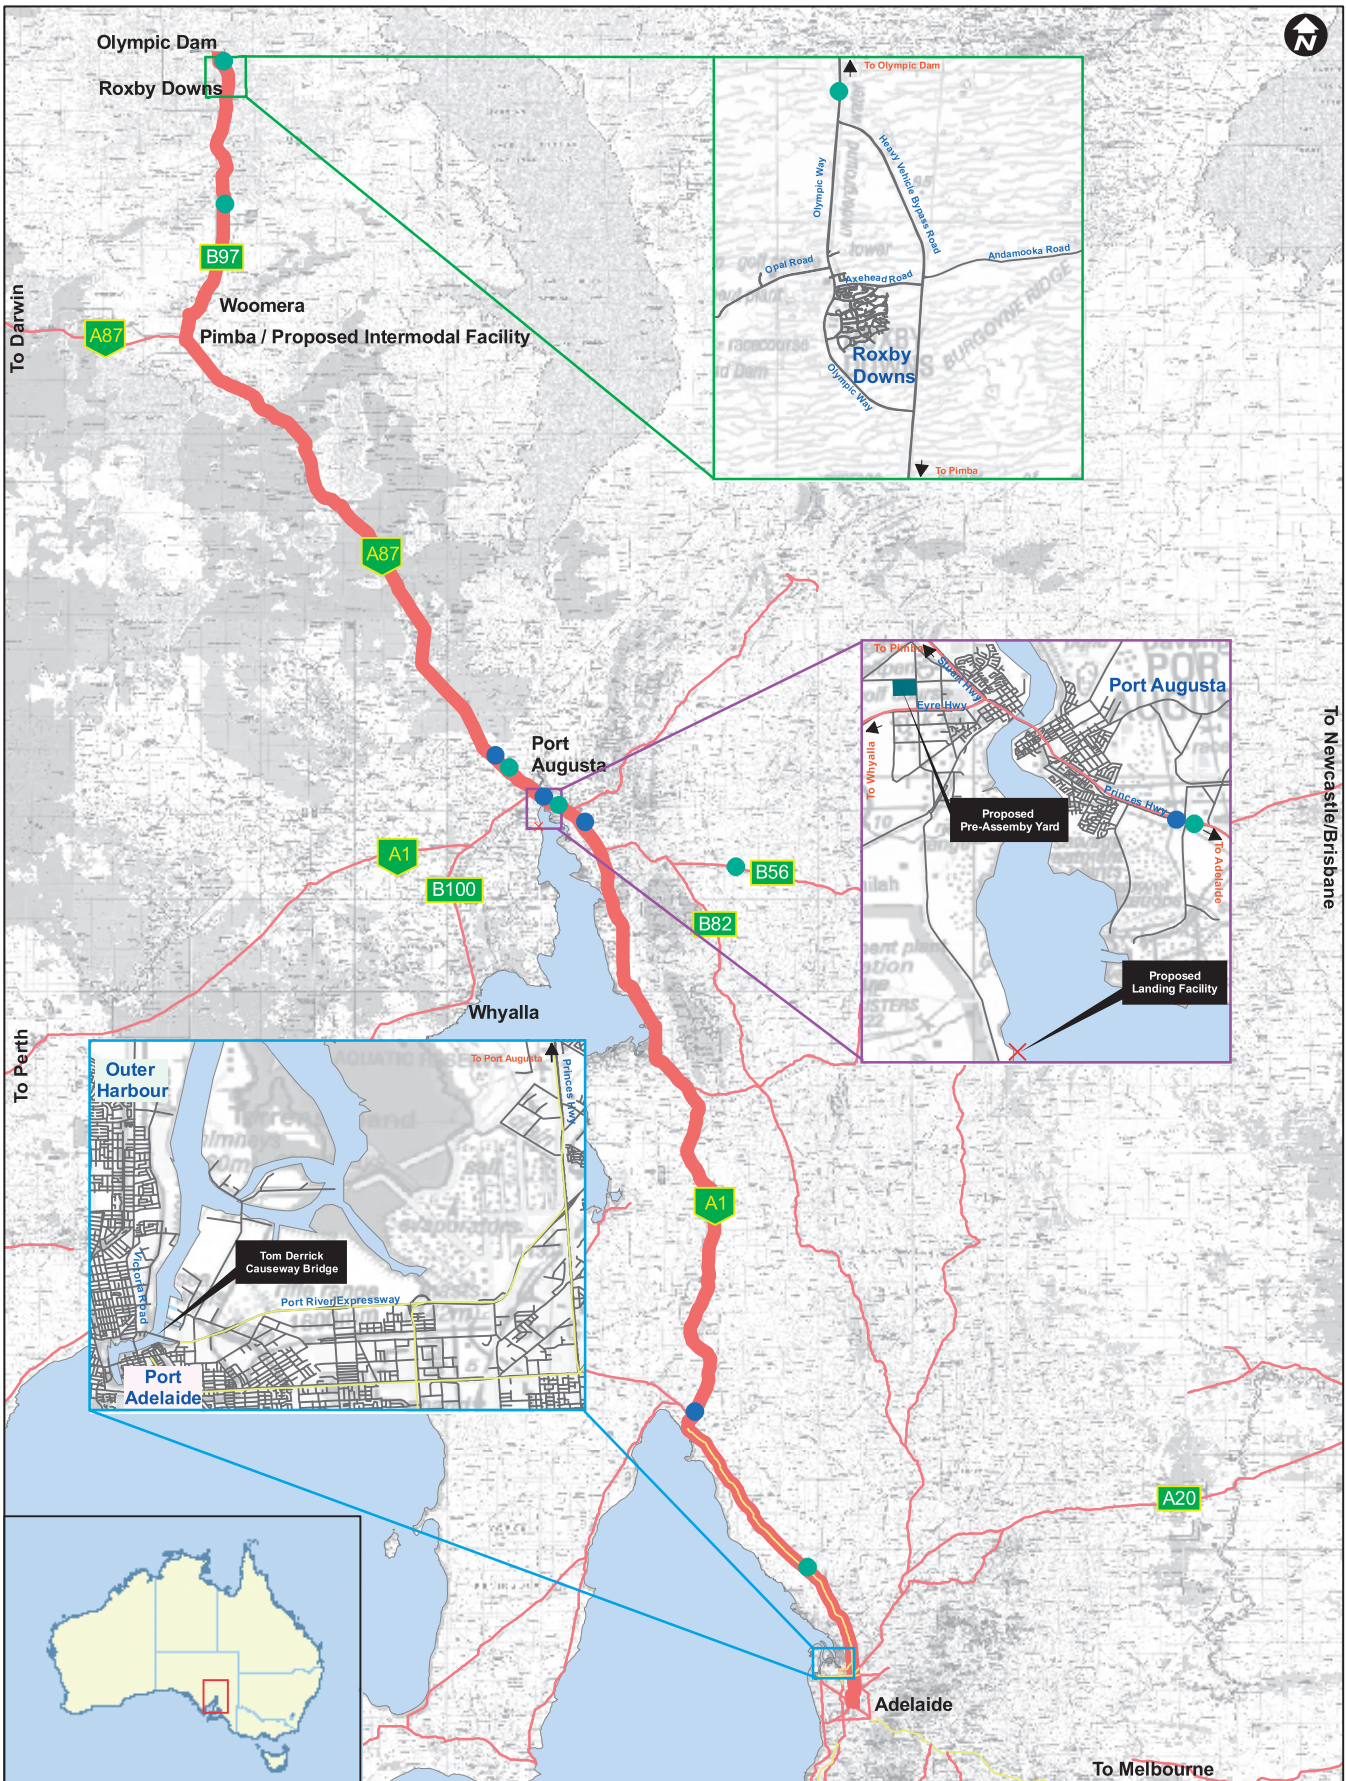 N
Olympic Dam
Roxby Downs
B97
Woomera
Pimba / Proposed Intermodal Facility
A87
To Darwin
To Olympic Dam
Olympic Way
Heavy Vehicle Bypass Road
Opal Road
Axehead Road
Andamooka Road
Roxby
Downs
Olympic Way
To Pimba
A87
Port
Augusta
To Pimba
Stuart Hwy
Eyre Hwy
Port Augusta
To Whyalla
Princes Hwy
Proposed
Pre-Assemby Yard
To Adelaide
Proposed
Landing Facility
To Newcastle/Brisbane
A1
B100
B56
B82
Whyalla
To Perth
Outer
Harbour
To Port Augusta
Princes Hwy
Tom Derrick
Causeway Bridge
Victoria Road
Port River Expressway
Port
Adelaide
A1
A20
Adelaide
To Melbourne